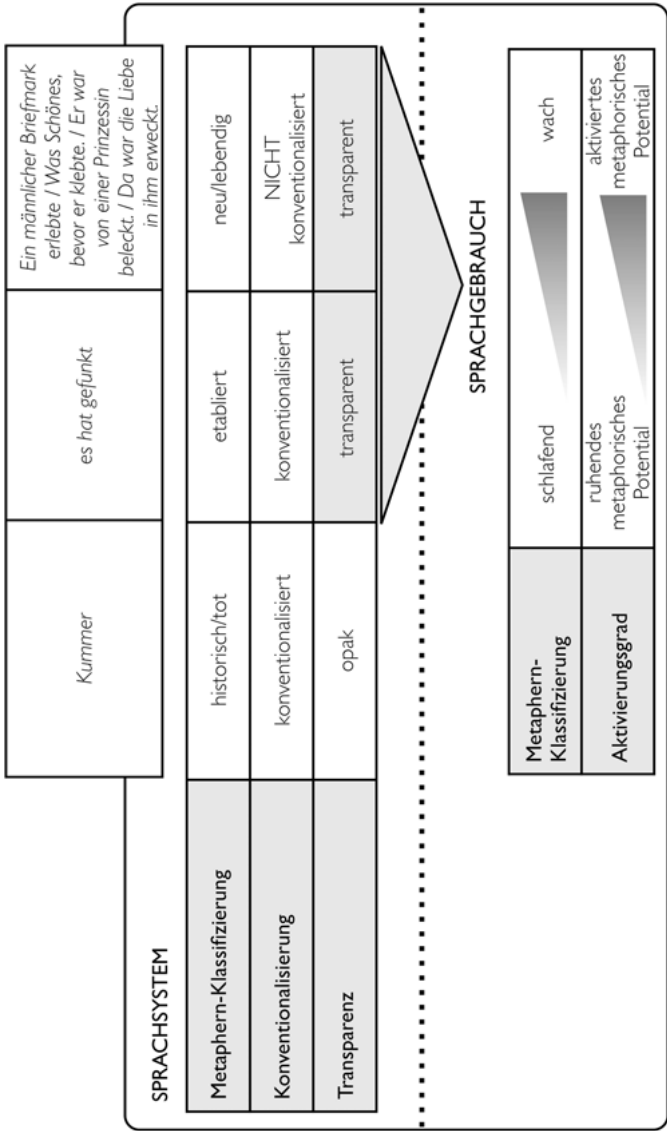 Kummer
es hat gefunkt
Ein männlicher Briefmark
erlebte / Was Schönes,
bevor er klebte. / Er war
von einer Prinzessin
beleckt. / Da war die Liebe
in ihm erweckt.
SPRACHSYSTEM
Metaphern-Klassifizierung
historisch/tot
etabliert
neu/lebendig
Konventionalisierung
konventionalisiert
konventionalisiert
NICHT
konventionalisiert
Transparenz
opak
transparent
transparent
SPRACHGEBRAUCH
Metaphern-
Klassifizierung
schlafend
wach
Aktivierungsgrad
ruhendes
metaphorisches
Potential
aktiviertes
metaphorisches
Potential